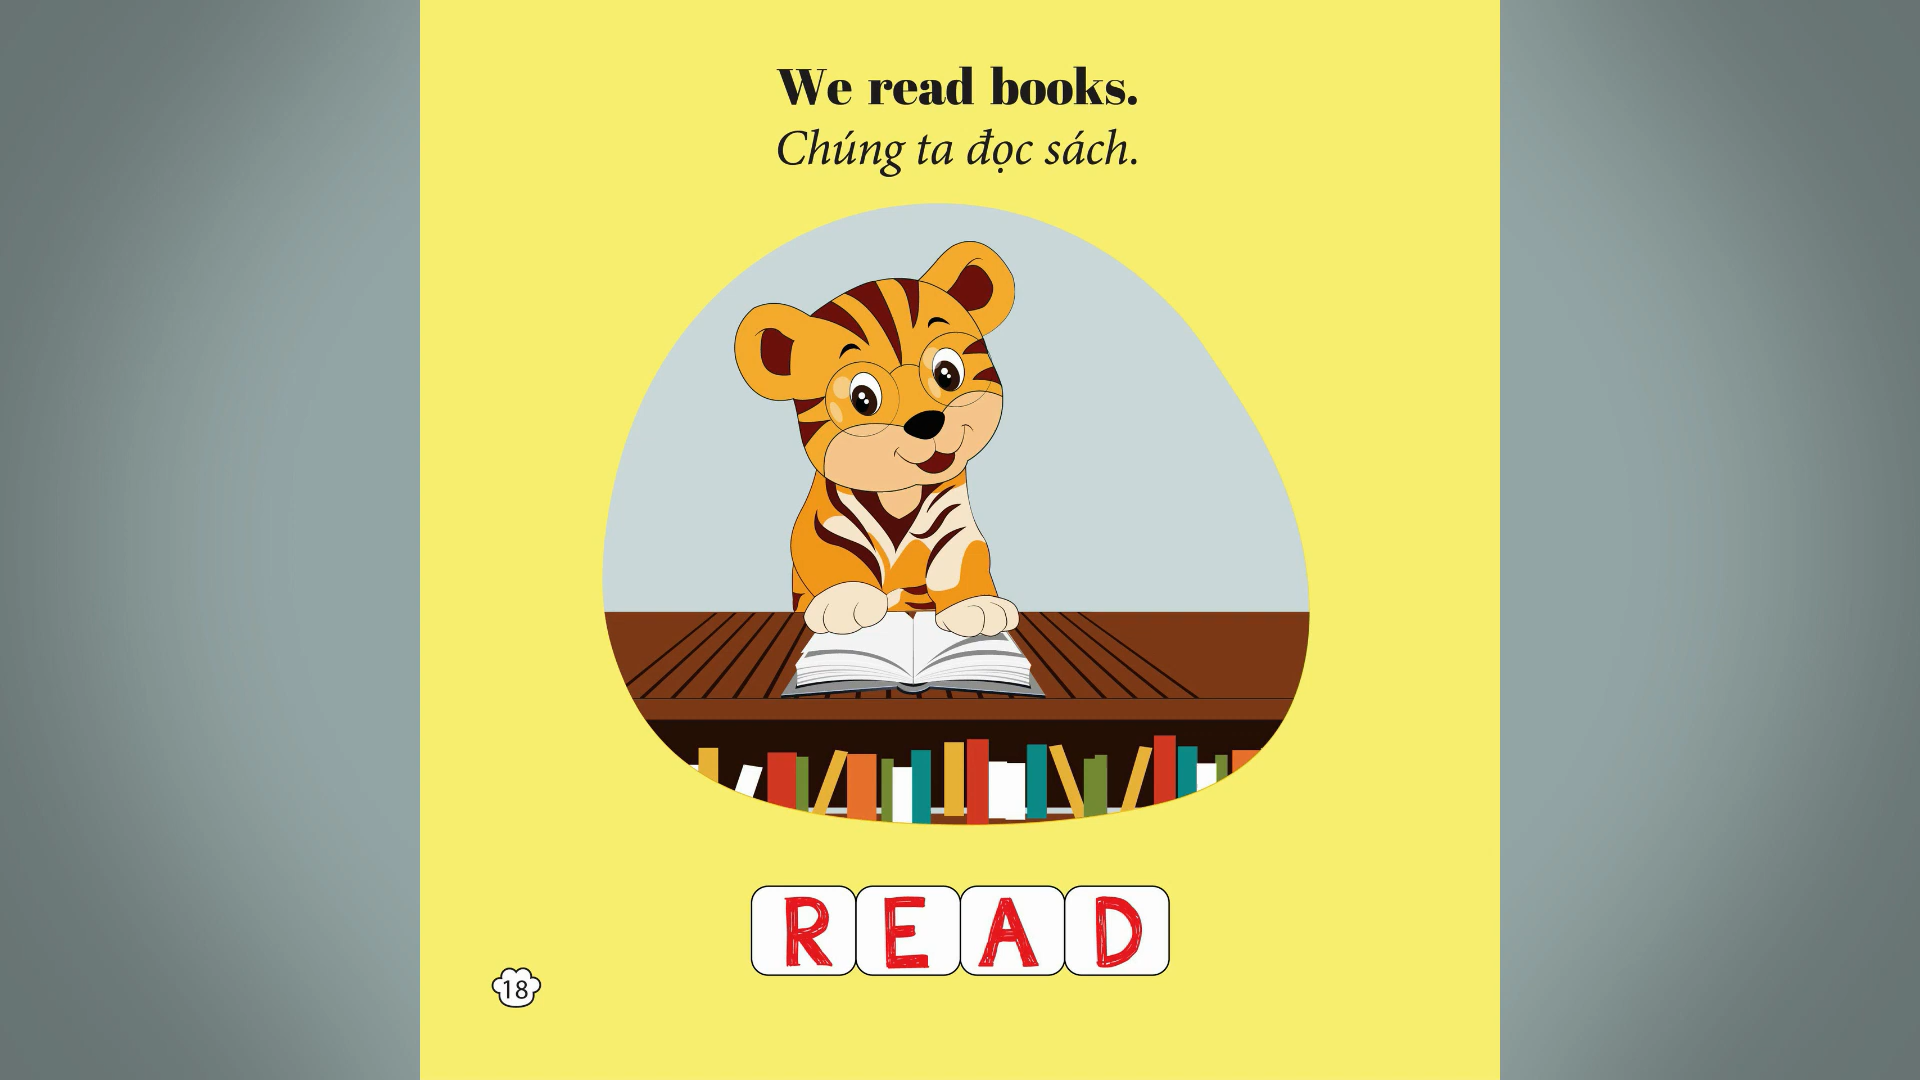 We read books.
Chúng ta đọc sách.
READ
18